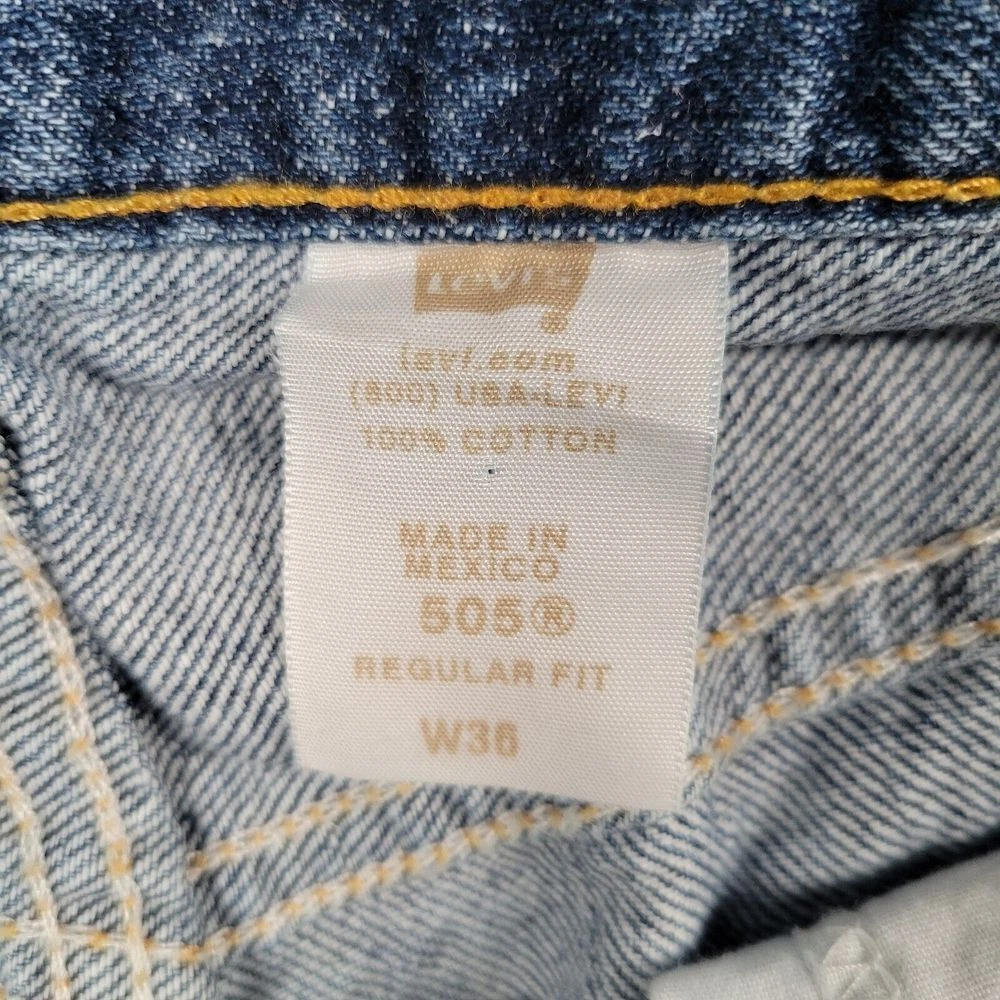 Levi's
®
levi.com
(800) USA-LEVI
100% COTTON
MADE IN
MEXICO
505®
REGULAR FIT
W36